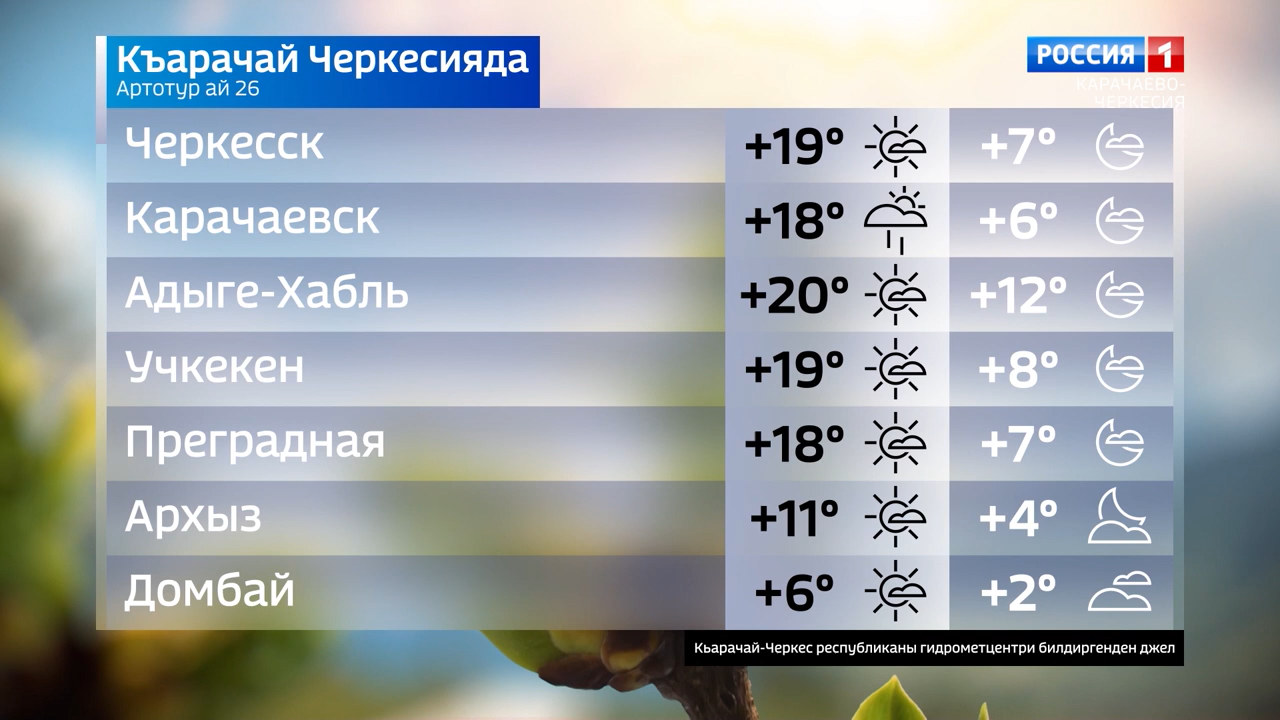 Къарачай Черкесияда
Артотур ай 26
РОССИЯ 1
КАРАЧАЕВО-
ЧЕРКЕСИЯ
Черкесск +19° +7°
Карачаевск +18° +6°
Адыге-Хабль +20° +12°
Учкекен +19° +8°
Преградная +18° +7°
Архыз +11° +4°
Домбай +6° +2°
Кьарачай-Черкес республиканы гидрометцентри билдиргенден джел